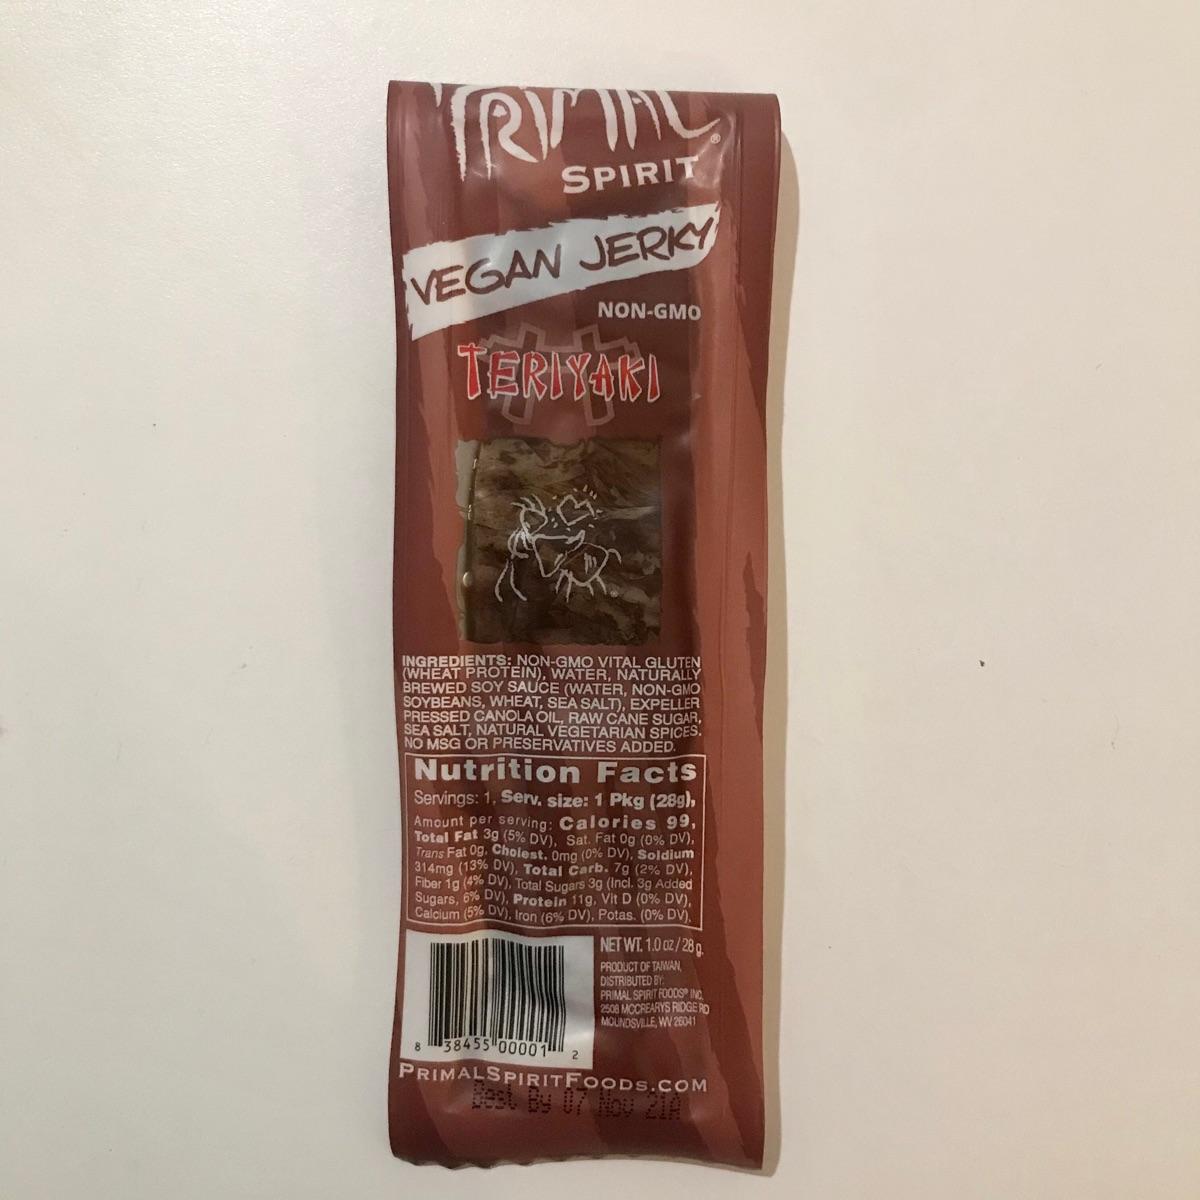 PRIMAL®
SPIRIT
VEGAN JERKY
NON-GMO
TERIYAKI
INGREDIENTS: NON-GMO VITAL GLUTEN
(WHEAT PROTEIN), WATER, NATURALLY
BREWED SOY SAUCE (WATER, NON-GMO
SOYBEANS, WHEAT, SEA SALT), EXPELLER
PRESSED CANOLA OIL, RAW CANE SUGAR,
SEA SALT, NATURAL VEGETARIAN SPICES.
NO MSG OR PRESERVATIVES ADDED.
Nutrition Facts
Servings: 1, Serv. size: 1 Pkg (28g),
Amount per serving: Calories 99,
Total Fat 3g (5% DV), Sat. Fat 0g (0% DV),
Trans Fat 0g, Cholest. 0mg (0% DV), Soldium
314mg (13% DV), Total Carb. 7g (2% DV),
Fiber 1g (4% DV), Total Sugars 3g (Incl. 3g Added
Sugars, 6% DV), Protein 11g, Vit D (0% DV),
Calcium (5% DV), Iron (6% DV), Potas. (0% DV).
NET WT. 1.0 oz / 28 g.
PRODUCT OF TAIWAN,
DISTRIBUTED BY:
PRIMAL SPIRIT FOODS® INC.
2508 MCCREARYS RIDGE RD
MOUNDSVILLE, WV 26041
8 38455 00001 2
PRIMALSPIRITFOODS.COM
Best By 07 Nov 21A